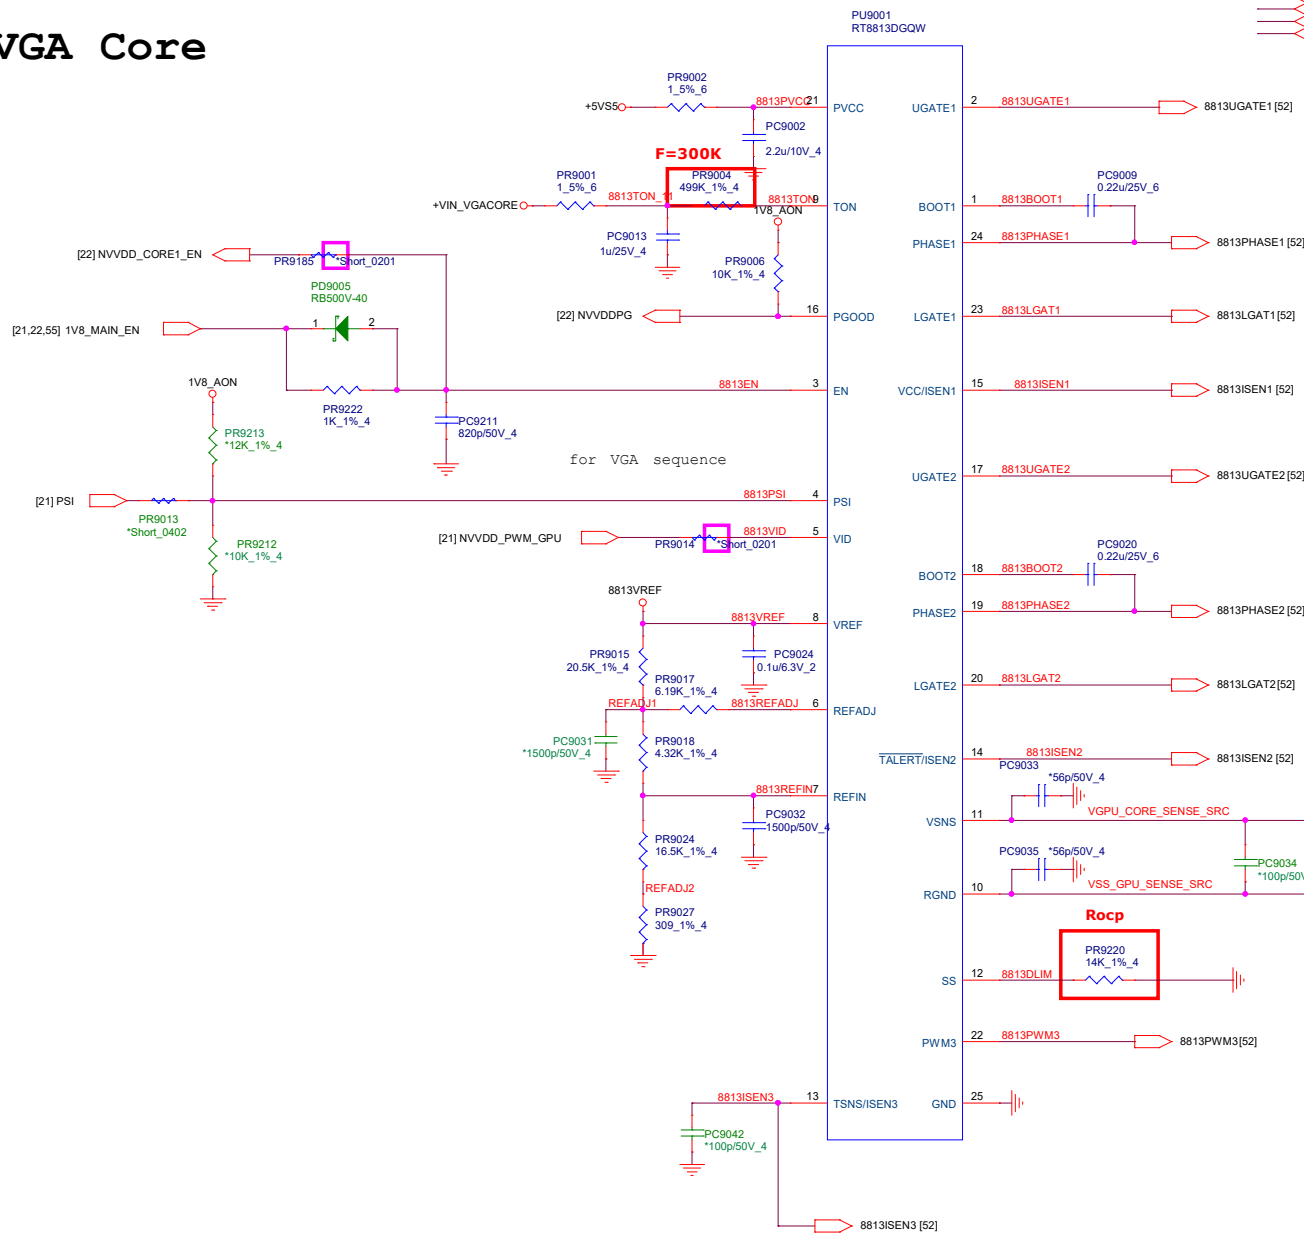 VGA Core
PU9001
RT8813DGQW
PR9002
1_5%_6
+5VS5
8813PVCC
21
PVCC
PC9002
2.2u/10V_4
F=300K
PR9001
1_5%_6
PR9004
499K_1%_4
+VIN_VGACORE
8813TON_1
8813TON
9
TON
1V8_AON
PC9013
1u/25V_4
PR9006
10K_1%_4
[22] NVVDD_CORE1_EN
PR9185
*Short_0201
PD9005
RB500V-40
[22] NVVDDPG
16
PGOOD
[21,22,55] 1V8_MAIN_EN
1
2
PR9222
1K_1%_4
8813EN
3
EN
1V8_AON
PC9211
820p/50V_4
PR9213
*12K_1%_4
for VGA sequence
[21] PSI
8813PSI
4
PSI
PR9013
*Short_0402
PR9212
*10K_1%_4
[21] NVVDD_PWM_GPU
PR9014
*Short_0201
8813VID
5
VID
8813VREF
8813VREF
8
VREF
PR9015
20.5K_1%_4
PC9024
0.1u/6.3V_2
PR9017
6.19K_1%_4
REFADJ1
8813REFADJ
6
REFADJ
PC9031
*1500p/50V_4
PR9018
4.32K_1%_4
8813REFIN
7
REFIN
PC9032
1500p/50V_4
PR9024
16.5K_1%_4
REFADJ2
PR9027
309_1%_4
8813ISEN3
13
TSNS/ISEN3
PC9042
*100p/50V_4
8813ISEN3 [52]
UGATE1
2
8813UGATE1
8813UGATE1 [52]
PC9009
0.22u/25V_6
BOOT1
1
8813BOOT1
PHASE1
24
8813PHASE1
8813PHASE1 [52]
LGATE1
23
8813LGAT1
8813LGAT1 [52]
VCC/ISEN1
15
8813ISEN1
8813ISEN1 [52]
UGATE2
17
8813UGATE2
8813UGATE2 [52]
PC9020
0.22u/25V_6
BOOT2
18
8813BOOT2
PHASE2
19
8813PHASE2
8813PHASE2 [52]
LGATE2
20
8813LGAT2
8813LGAT2 [52]
TALERT/ISEN2
14
8813ISEN2
8813ISEN2 [52]
PC9033
*56p/50V_4
VSNS
11
VGPU_CORE_SENSE_SRC
PC9035
*56p/50V_4
PC9034
*100p/50V
RGND
10
VSS_GPU_SENSE_SRC
Rocp
PR9220
14K_1%_4
SS
12
8813DLIM
PWM3
22
8813PWM3
8813PWM3 [52]
GND
25